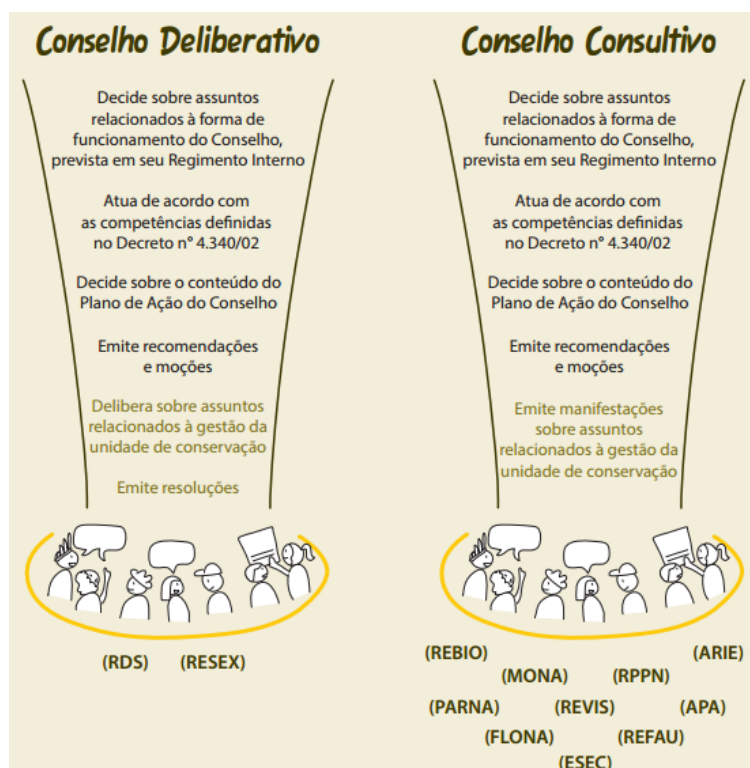 Conselho Deliberativo
Decide sobre assuntos
relacionados à forma de
funcionamento do Conselho,
prevista em seu Regimento Interno
Atua de acordo com
as competências definidas
no Decreto n° 4.340/02
Decide sobre o conteúdo do
Plano de Ação do Conselho
Emite recomendações
e moções
Delibera sobre assuntos
relacionados à gestão da
unidade de conservação
Emite resoluções
(RDS) (RESEX)
Conselho Consultivo
Decide sobre assuntos
relacionados à forma de
funcionamento do Conselho,
prevista em seu Regimento Interno
Atua de acordo com
as competências definidas
no Decreto n° 4.340/02
Decide sobre o conteúdo do
Plano de Ação do Conselho
Emite recomendações
e moções
Emite manifestações
sobre assuntos
relacionados à gestão da
unidade de conservação
(REBIO) (ARIE)
(MONA) (RPPN)
(PARNA) (REVIS) (APA)
(FLONA) (REFAU)
(ESEC)